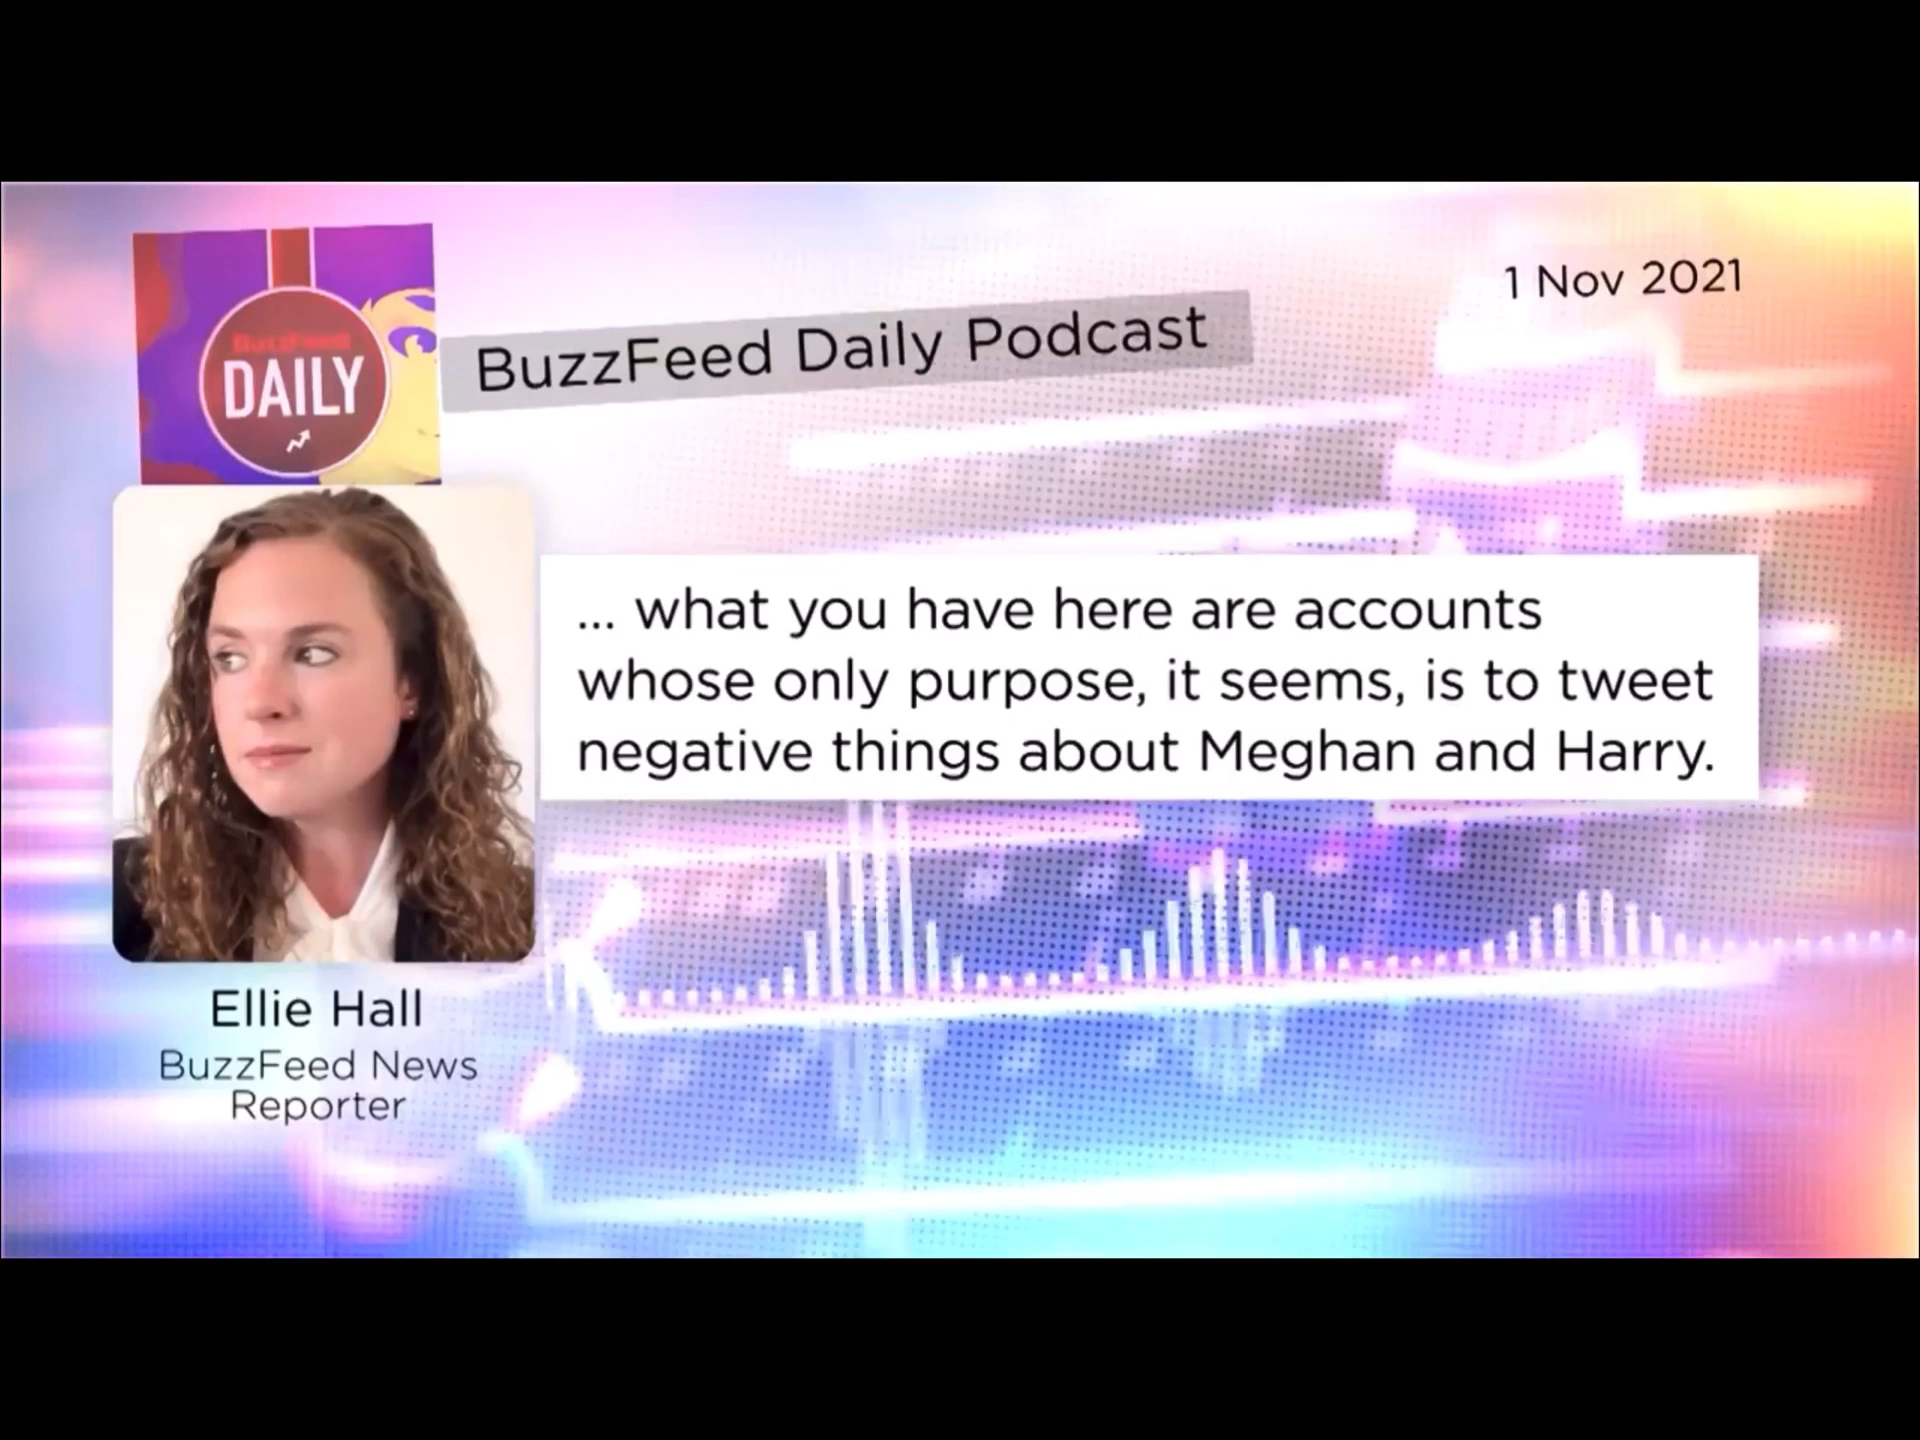 BuzzFeed
DAILY
BuzzFeed Daily Podcast
1 Nov 2021
... what you have here are accounts
whose only purpose, it seems, is to tweet
negative things about Meghan and Harry.
Ellie Hall
BuzzFeed News
Reporter